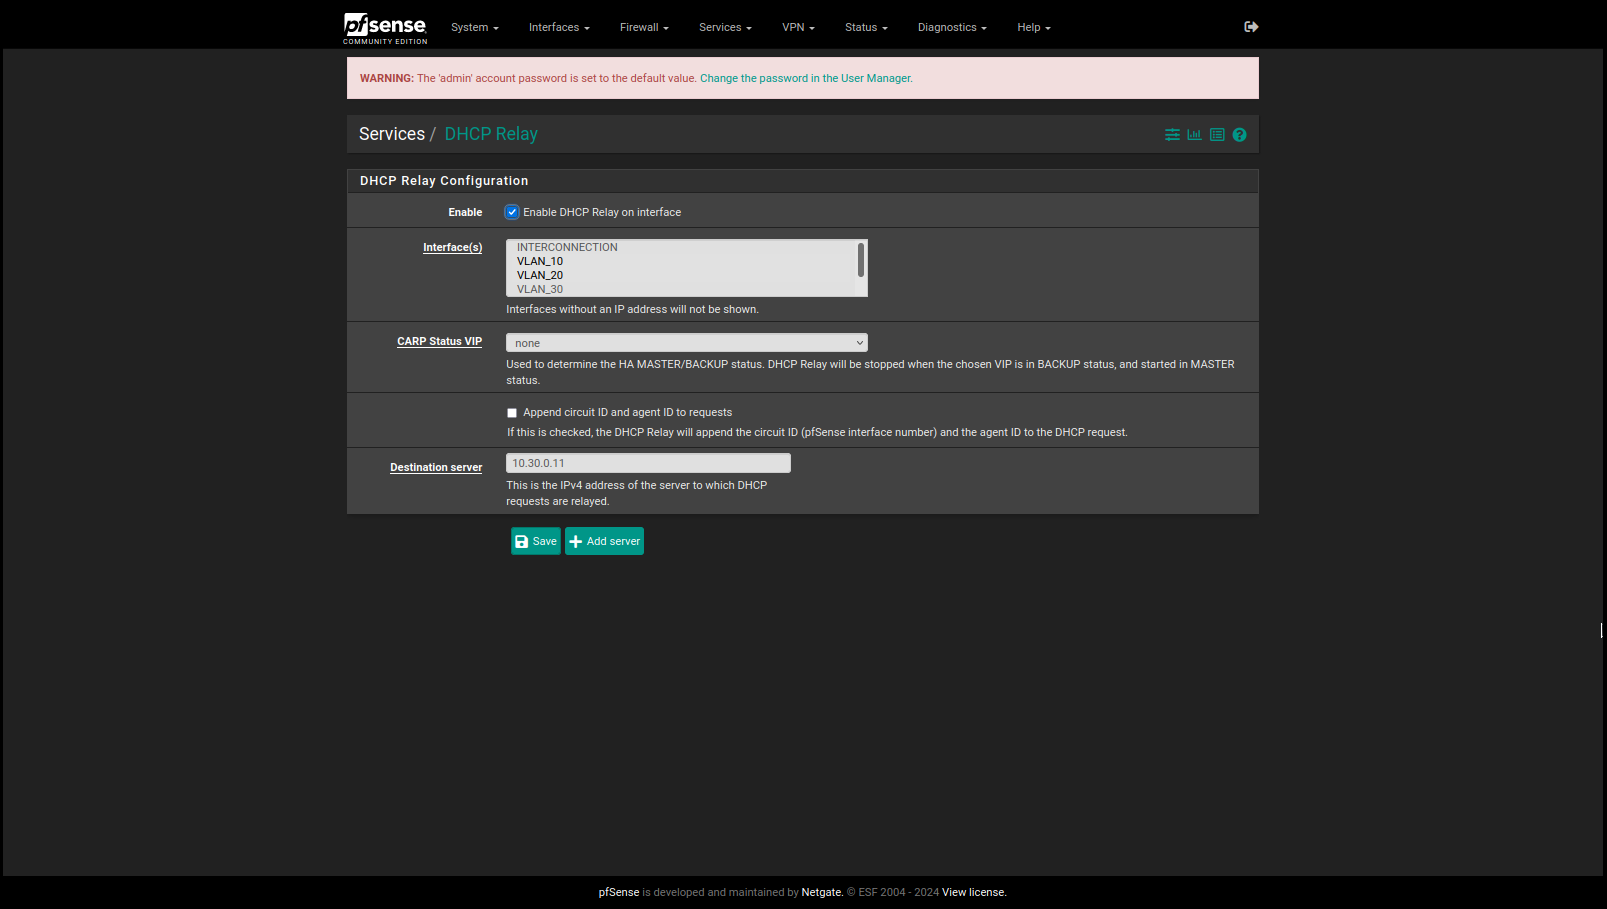 pfsense System Interfaces Firewall Services VPN Status Diagnostics Help
COMMUNITY EDITION
WARNING: The 'admin' account password is set to the default value. Change the password in the User Manager.
Services / DHCP Relay
DHCP Relay Configuration
Enable Enable DHCP Relay on interface
Interface(s) INTERCONNECTION
VLAN_10
VLAN_20
VLAN_30
Interfaces without an IP address will not be shown.
CARP Status VIP none
Used to determine the HA MASTER/BACKUP status. DHCP Relay will be stopped when the chosen VIP is in BACKUP status, and started in MASTER
status.
Append circuit ID and agent ID to requests
If this is checked, the DHCP Relay will append the circuit ID (pfSense interface number) and the agent ID to the DHCP request.
Destination server 10.30.0.11
This is the IPv4 address of the server to which DHCP
requests are relayed.
Save Add server
pfSense is developed and maintained by Netgate. © ESF 2004 - 2024 View license.